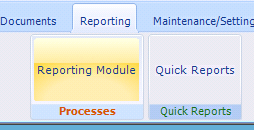 Documents Reporting Maintenance/Setting
Reporting Module Quick Reports
Processes Quick Reports